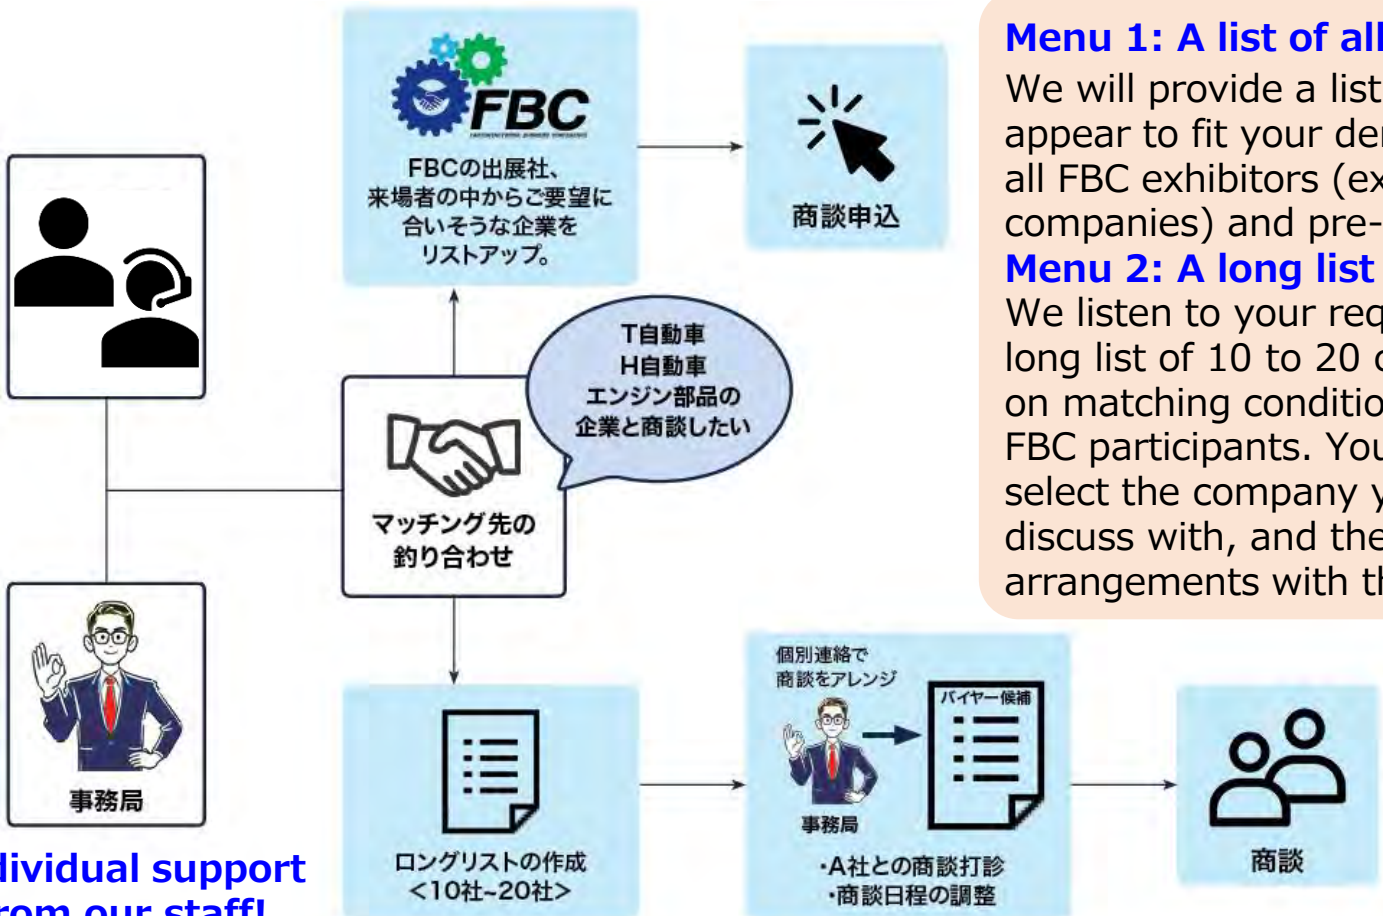 FBC
FBCの出展社、
来場者の中からご要望に
合いそうな企業を
リストアップ。
商談申込
T自動車
H自動車
エンジン部品の
企業と商談したい
マッチング先の
釣り合わせ
事務局
dividual support
rom our staff!
ロングリストの作成
<10社~20社>
個別連絡で
商談をアレンジ
バイヤー候補
事務局
・A社との商談打診
・商談日程の調整
商談
Menu 1: A list of all
We will provide a list
appear to fit your de
all FBC exhibitors (ex
companies) and pre-
Menu 2: A long list
We listen to your req
long list of 10 to 20 c
on matching conditio
FBC participants. You
select the company y
discuss with, and the
arrangements with th